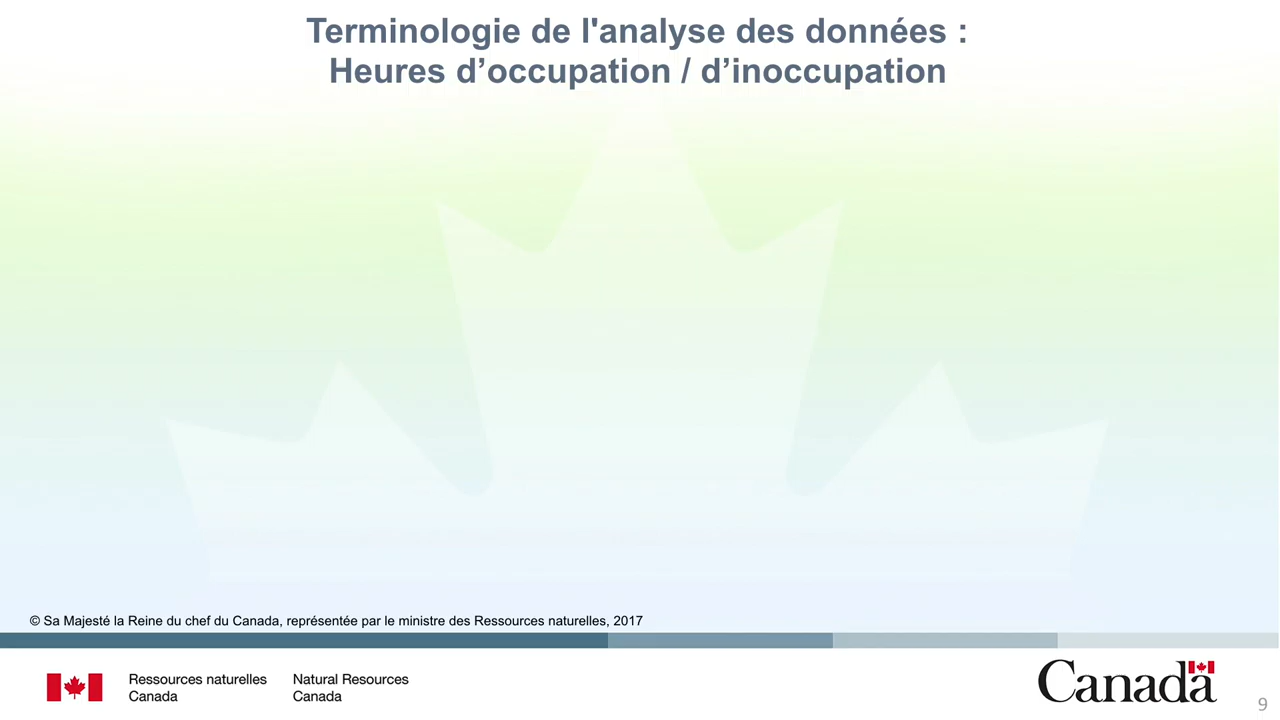 Terminologie de l'analyse des données :
Heures d’occupation / d’inoccupation
© Sa Majesté la Reine du chef du Canada, représentée par le ministre des Ressources naturelles, 2017
Ressources naturelles
Canada
Natural Resources
Canada
Canada
9